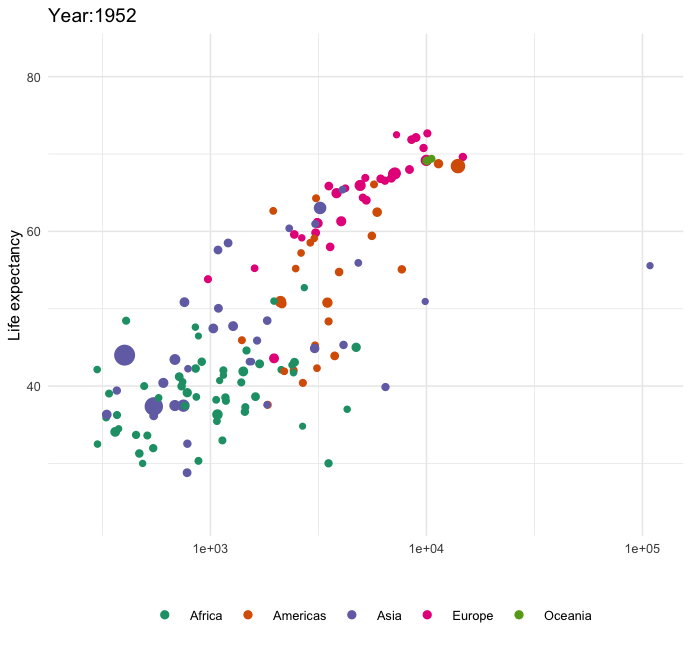 Year:1952
Life expectancy
80
60
40
1e+03 1e+04 1e+05
Africa Americas Asia Europe Oceania